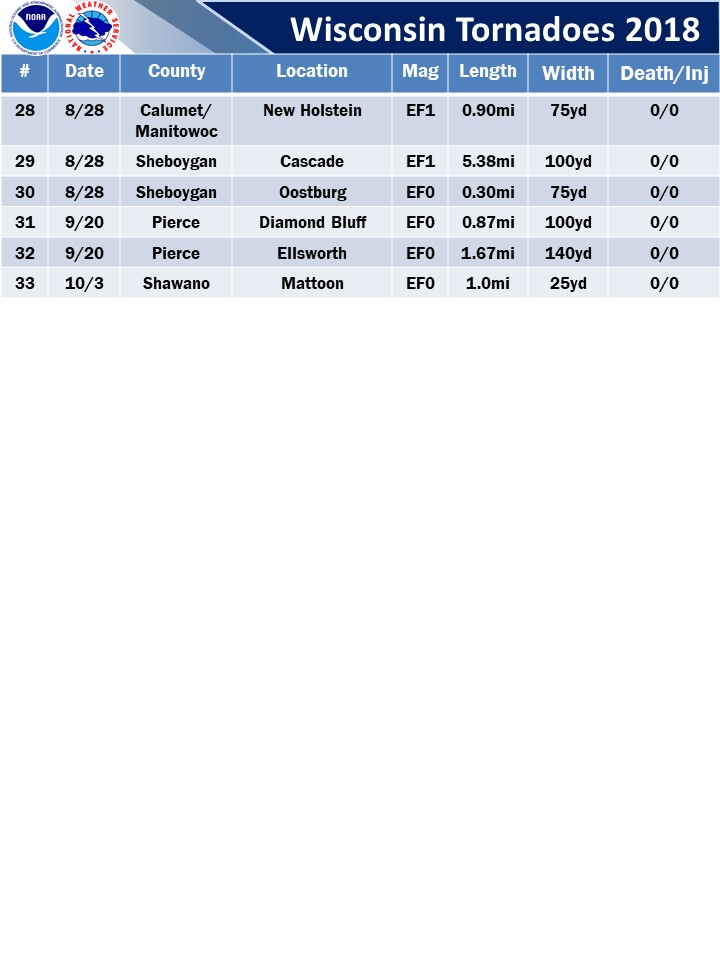 NOAA
NATIONAL WEATHER SERVICE
Wisconsin Tornadoes 2018
# Date County Location Mag Length Width Death/Inj
28 8/28 Calumet/ New Holstein EF1 0.90mi 75yd 0/0
Manitowoc
29 8/28 Sheboygan Cascade EF1 5.38mi 100yd 0/0
30 8/28 Sheboygan Oostburg EF0 0.30mi 75yd 0/0
31 9/20 Pierce Diamond Bluff EF0 0.87mi 100yd 0/0
32 9/20 Pierce Ellsworth EF0 1.67mi 140yd 0/0
33 10/3 Shawano Mattoon EF0 1.0mi 25yd 0/0